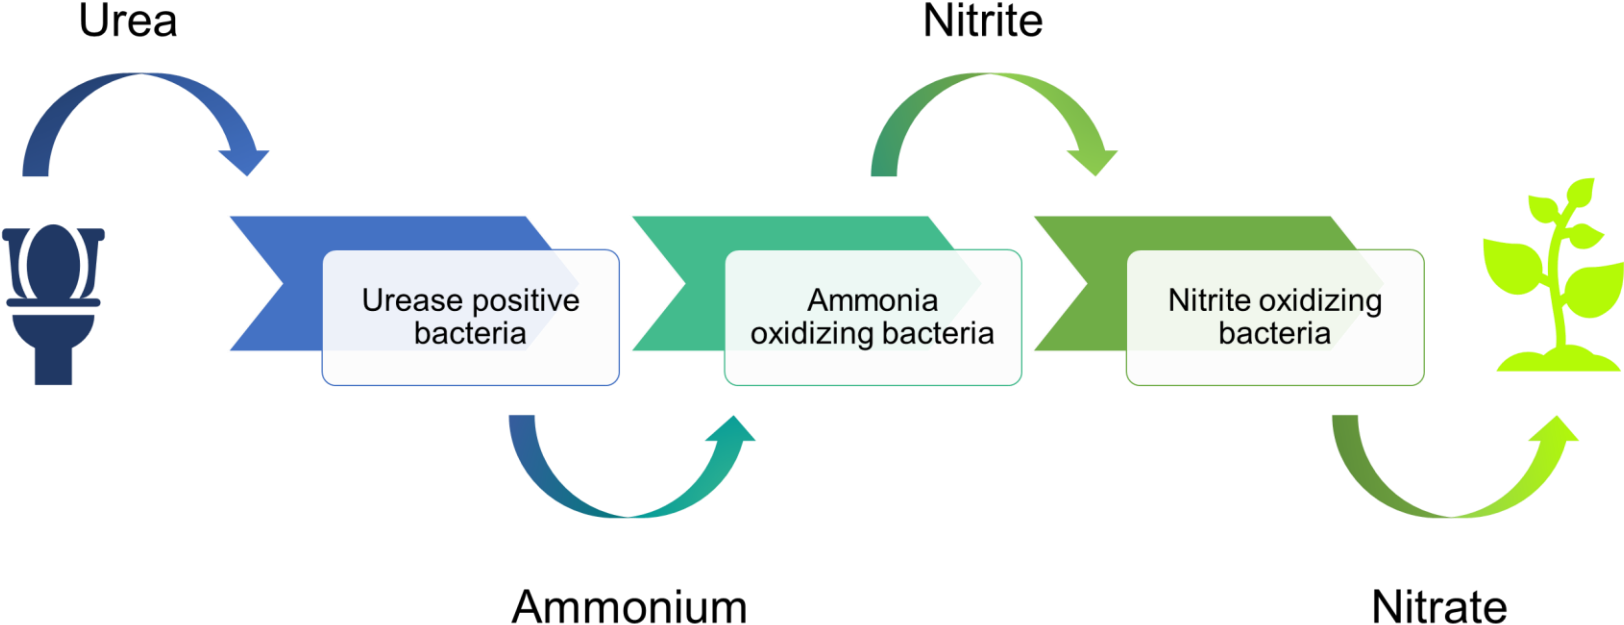 Urea
Nitrite
Urease positive
bacteria
Ammonia
oxidizing bacteria
Nitrite oxidizing
bacteria
Ammonium
Nitrate